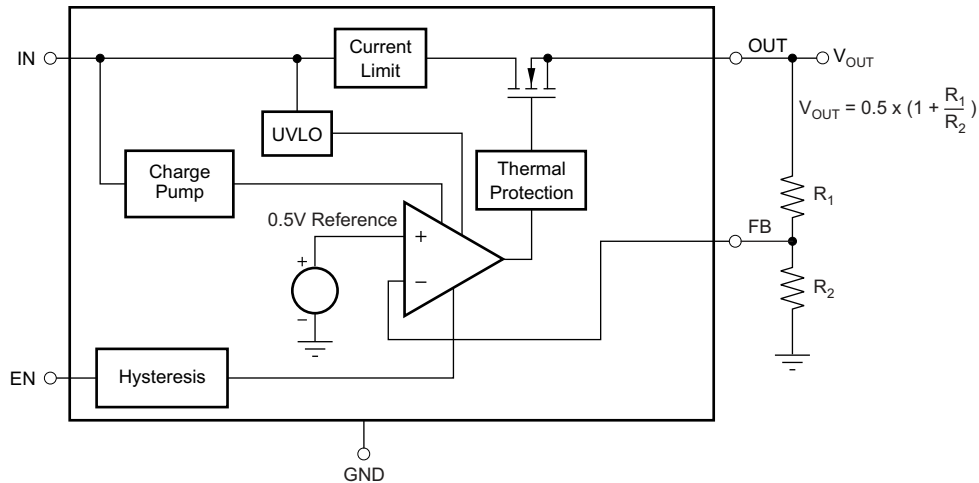 IN
Current
Limit
OUT
V_OUT
V_OUT = 0.5 x (1 + R_1/R_2)
UVLO
Charge
Pump
Thermal
Protection
R_1
0.5V Reference
FB
+
+
−
−
R_2
EN
Hysteresis
GND